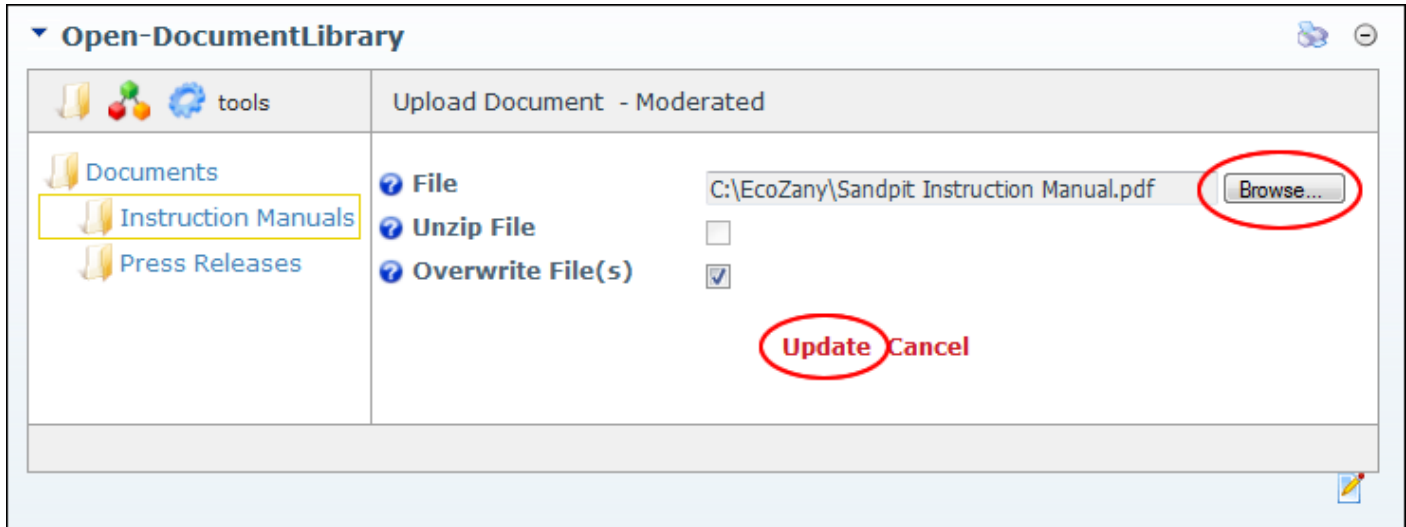 Open-DocumentLibrary
tools
Upload Document - Moderated
Documents
Instruction Manuals
Press Releases
File
C:\EcoZany\Sandpit Instruction Manual.pdf
Browse...
Unzip File
Overwrite File(s)
Update Cancel